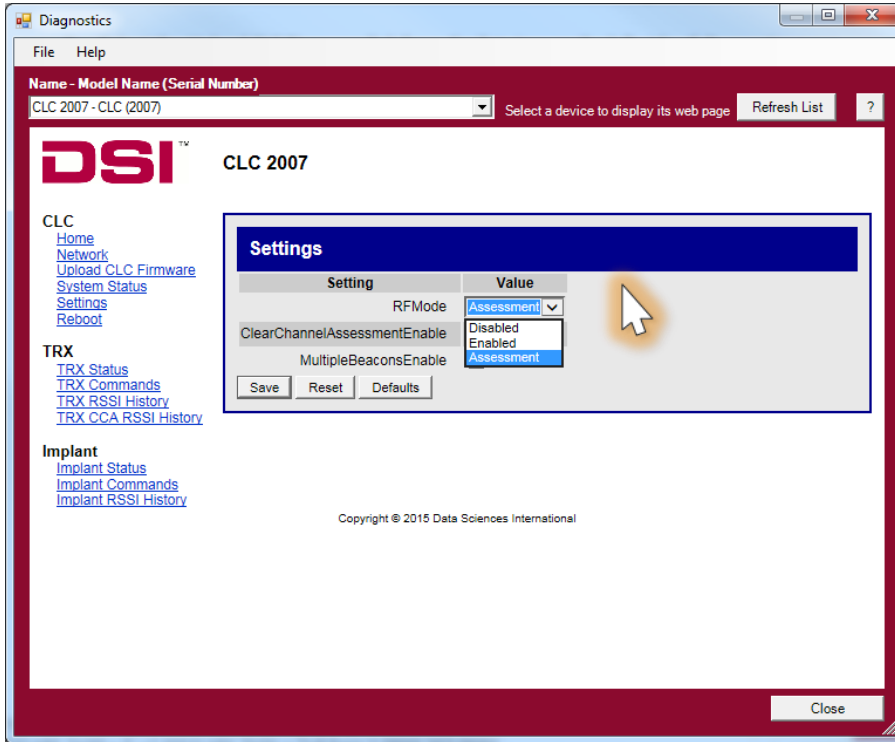 Diagnostics
File Help
Name - Model Name (Serial Number)
CLC 2007 - CLC (2007) Select a device to display its web page Refresh List ?
DSI™
CLC 2007
CLC
Home
Network
Upload CLC Firmware
System Status
Settings
Reboot
TRX
TRX Status
TRX Commands
TRX RSSI History
TRX CCA RSSI History
Implant
Implant Status
Implant Commands
Implant RSSI History
Settings
Setting Value
RFMode Assessment
Disabled
Enabled
Assessment
ClearChannelAssessmentEnable
MultipleBeaconsEnable
Save Reset Defaults
Copyright © 2015 Data Sciences International
Close